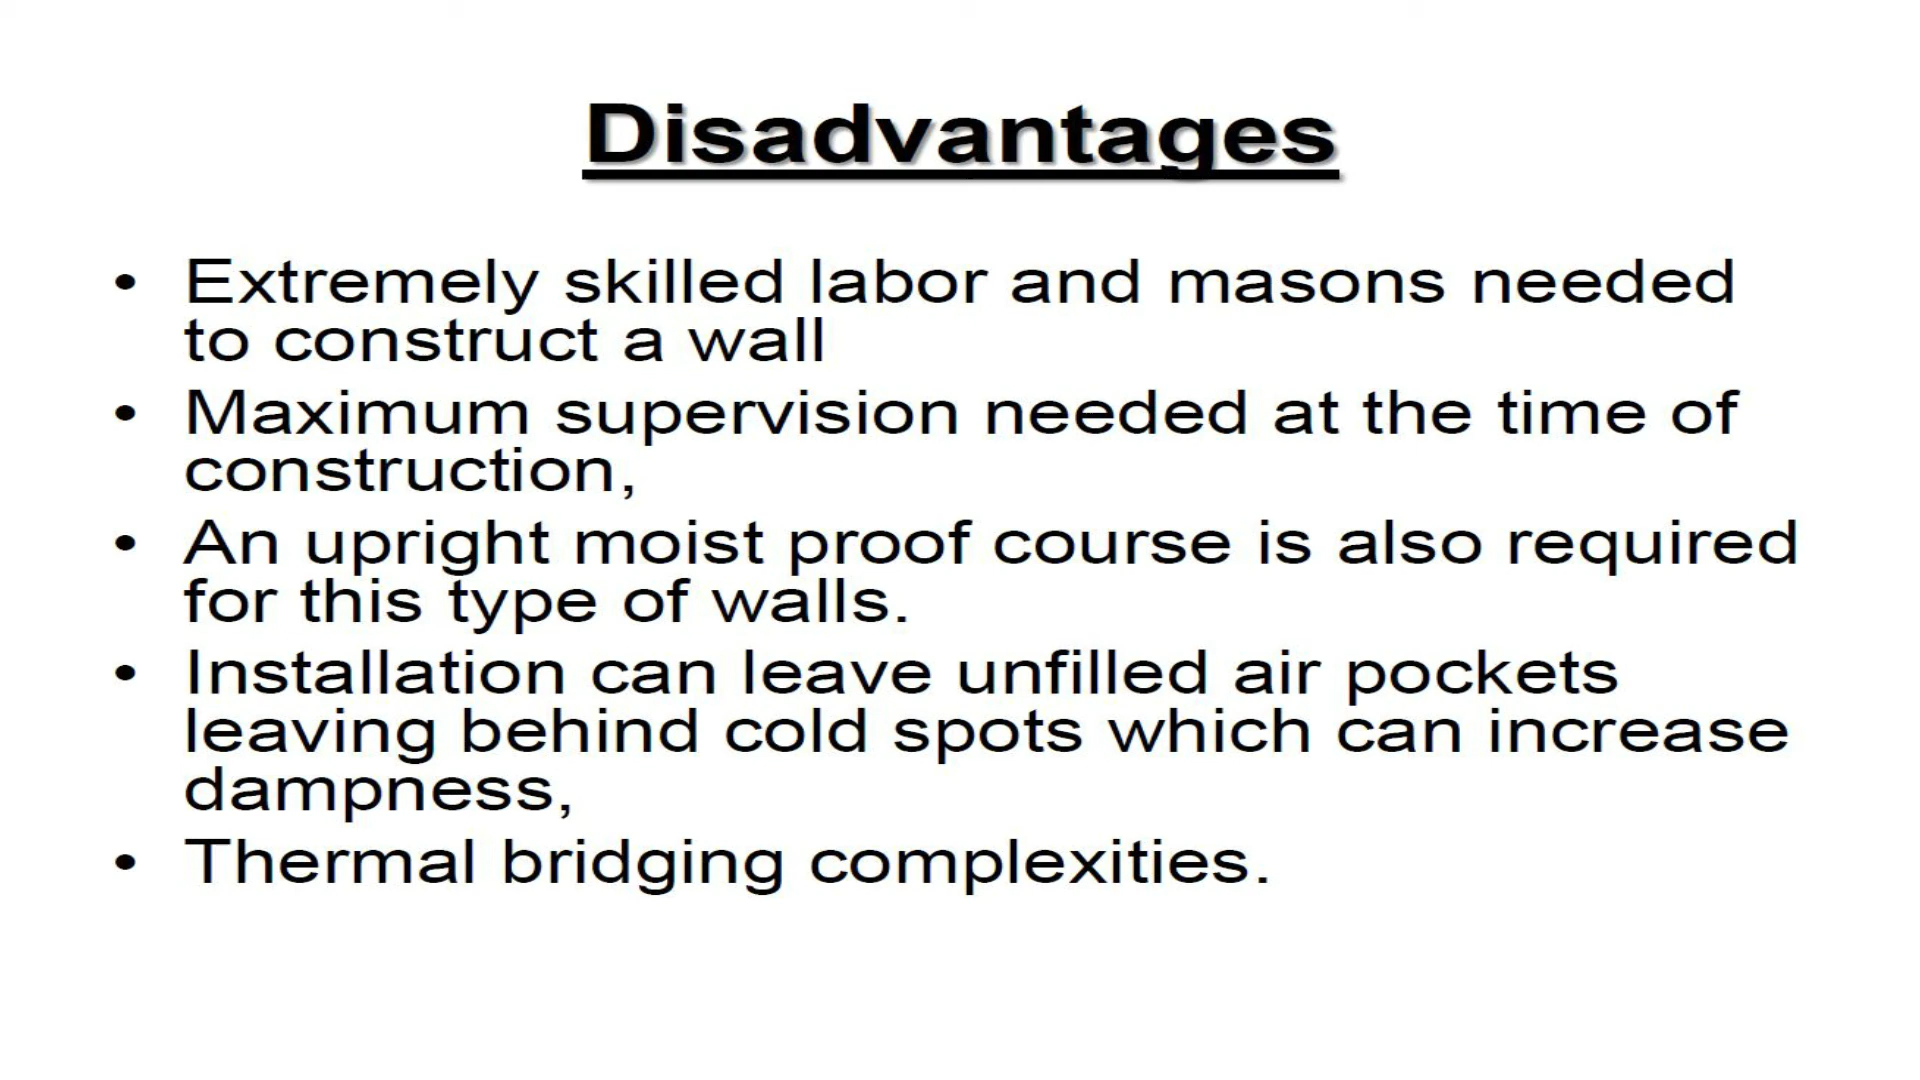 Disadvantages
• Extremely skilled labor and masons needed
to construct a wall
• Maximum supervision needed at the time of
construction,
• An upright moist proof course is also required
for this type of walls.
• Installation can leave unfilled air pockets
leaving behind cold spots which can increase
dampness,
• Thermal bridging complexities.